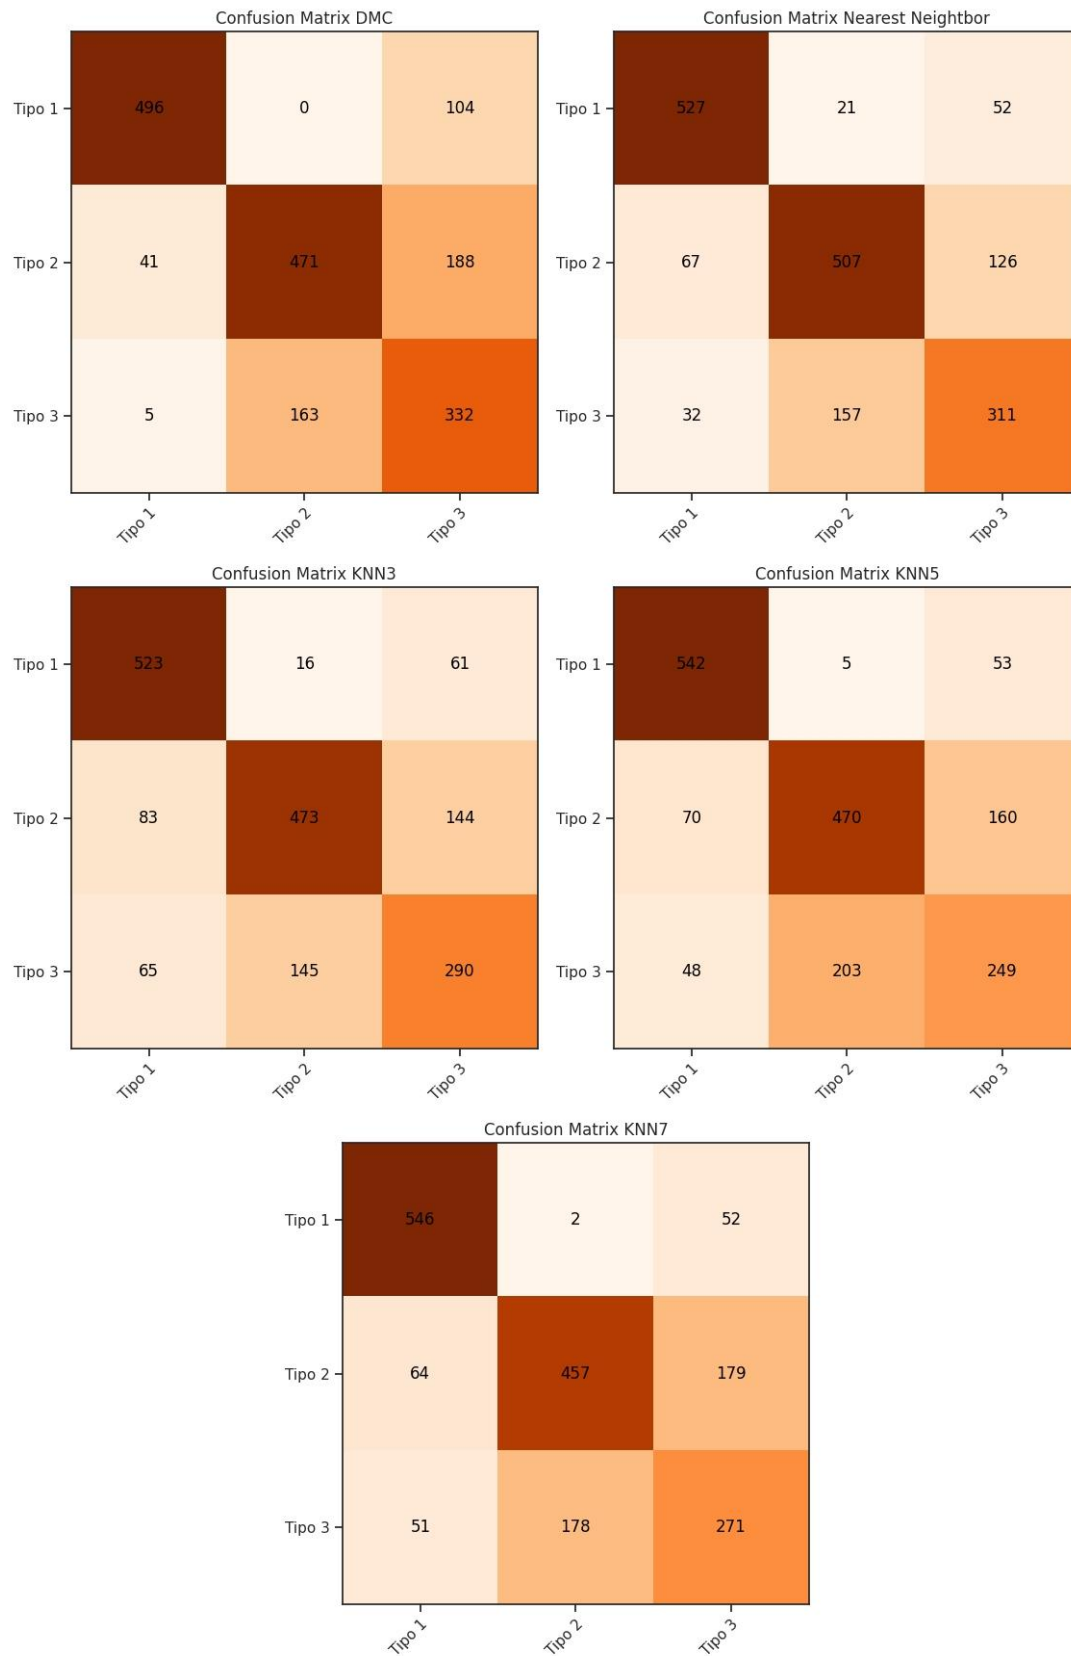 Confusion Matrix DMC
Tipo 1 496 0 104
Tipo 2 41 471 188
Tipo 3 5 163 332
Tipo 1 Tipo 2 Tipo 3
Confusion Matrix Nearest Neightbor
Tipo 1 527 21 52
Tipo 2 67 507 126
Tipo 3 32 157 311
Tipo 1 Tipo 2 Tipo 3
Confusion Matrix KNN3
Tipo 1 523 16 61
Tipo 2 83 473 144
Tipo 3 65 145 290
Tipo 1 Tipo 2 Tipo 3
Confusion Matrix KNN5
Tipo 1 542 5 53
Tipo 2 70 470 160
Tipo 3 48 203 249
Tipo 1 Tipo 2 Tipo 3
Confusion Matrix KNN7
Tipo 1 546 2 52
Tipo 2 64 457 179
Tipo 3 51 178 271
Tipo 1 Tipo 2 Tipo 3